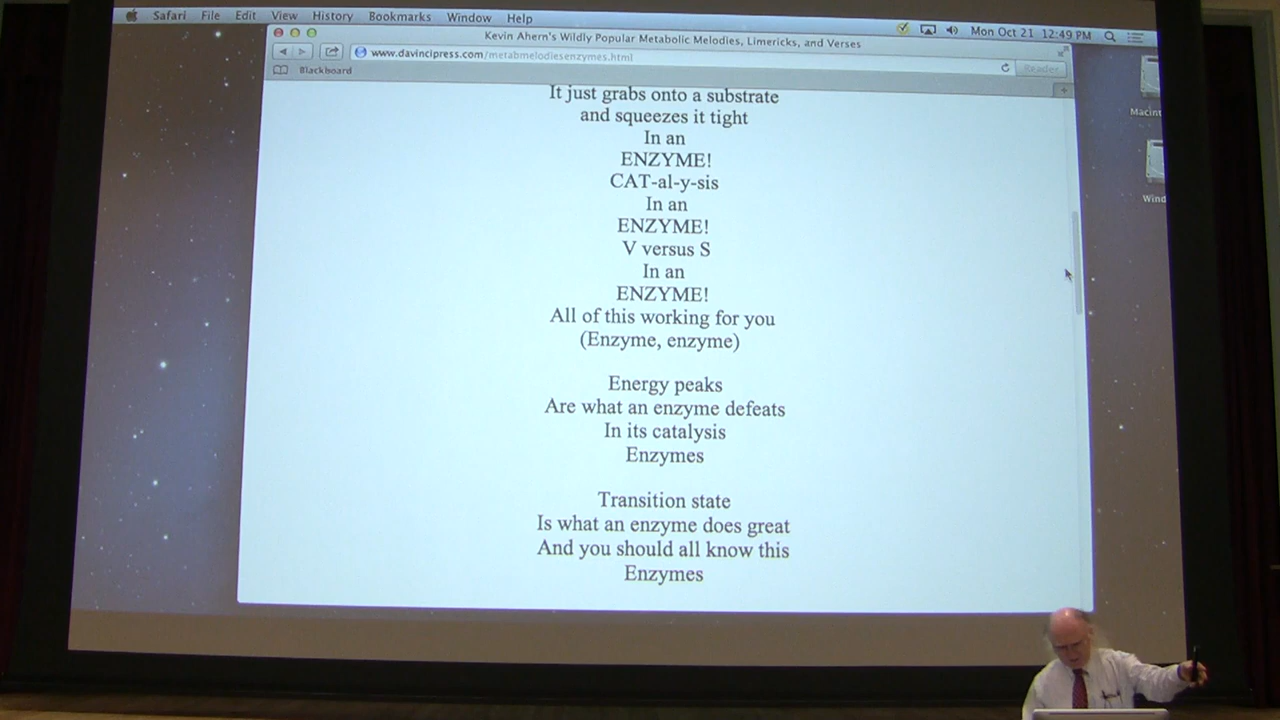 Safari File Edit View History Bookmarks Window Help Mon Oct 21 12:49 PM
Kevin Ahern's Wildly Popular Metabolic Melodies, Limericks, and Verses
www.davincipress.com/metabmelodiesenzymes.html Reader
Blackboard
It just grabs onto a substrate
and squeezes it tight
In an
ENZYME!
CAT-al-y-sis
In an
ENZYME!
V versus S
In an
ENZYME!
All of this working for you
(Enzyme, enzyme)
Energy peaks
Are what an enzyme defeats
In its catalysis
Enzymes
Transition state
Is what an enzyme does great
And you should all know this
Enzymes
Macint
Wind